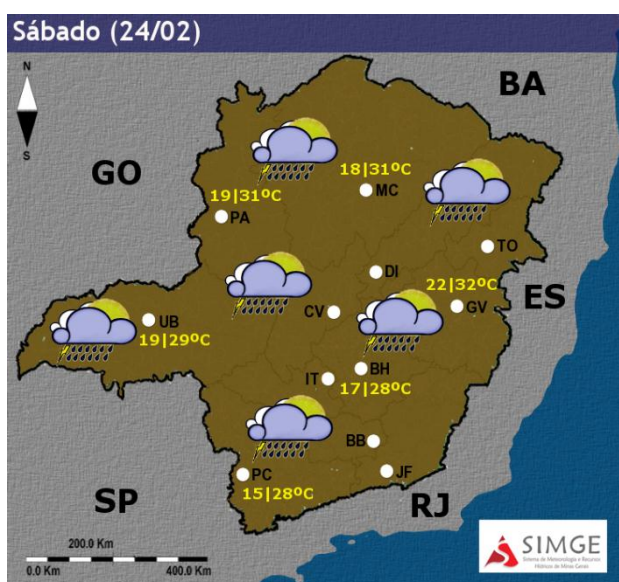 Sábado (24/02)
N
S
BA
GO
18|31ºC
MC
19|31ºC
PA
TO
DI
22|32ºC
GV
ES
CV
UB
19|29ºC
BH
IT
17|28ºC
BB
PC
JF
15|28ºC
SP
RJ
200.0 Km
0.0 Km
400.0 Km
SIMGE
Sistema de Meteorologia e Recursos
Hídricos de Minas Gerais